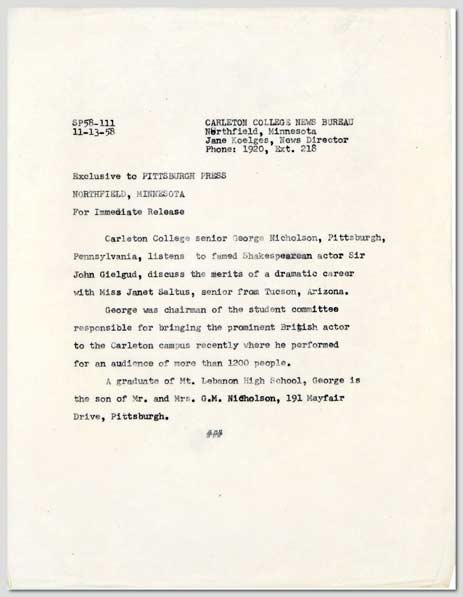 SP58-111 CARLETON COLLEGE NEWS BUREAU
11-13-58 Northfield, Minnesota
Jane Koelges, News Director
Phone: 1920, Ext. 218
Exclusive to PITTSBURGH PRESS
NORTHFIELD, MINNESOTA
For Immediate Release
Carleton College senior George Nicholson, Pittsburgh,
Pennsylvania, listens to famed Shakespearean actor Sir
John Gielgud, discuss the merits of a dramatic career
with Miss Janet Saltus, senior from Tucson, Arizona.
George was chairman of the student committee
responsible for bringing the prominent British actor
to the Carleton campus recently where he performed
for an audience of more than 1200 people.
A graduate of Mt. Lebanon High School, George is
the son of Mr. and Mrs. G.M. Nicholson, 191 Mayfair
Drive, Pittsburgh.
###